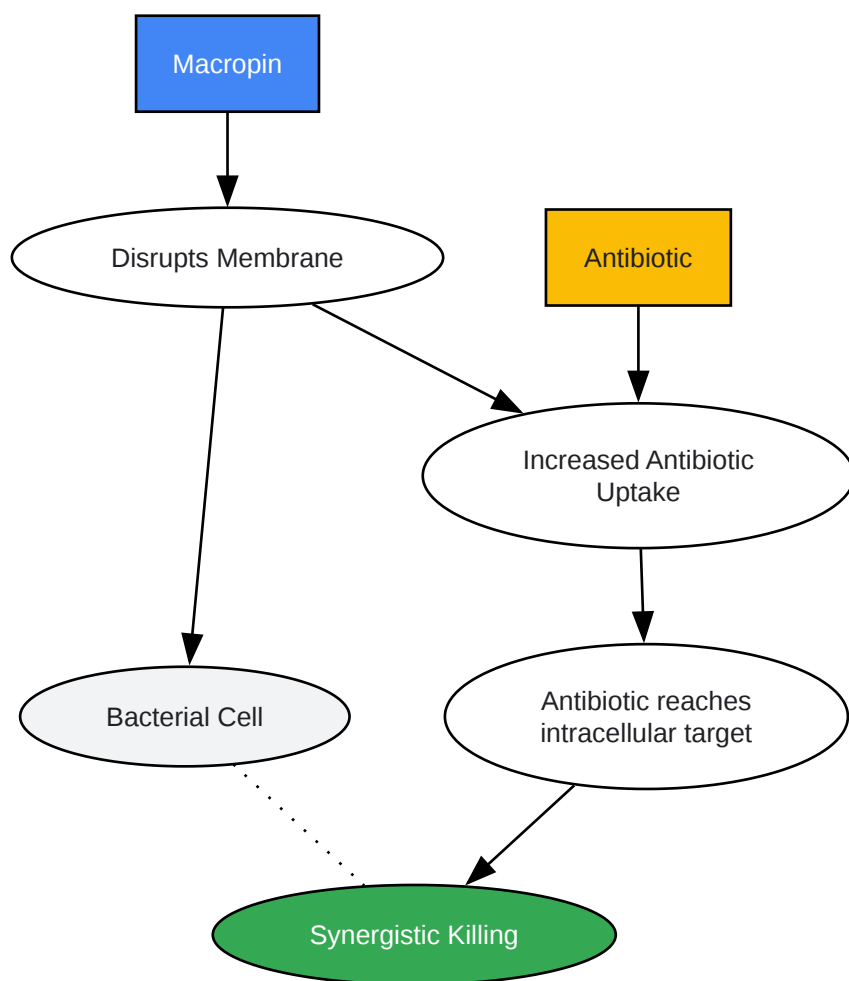 Macropin
Disrupts Membrane
Antibiotic
Increased Antibiotic
Uptake
Bacterial Cell
Antibiotic reaches
intracellular target
Synergistic Killing